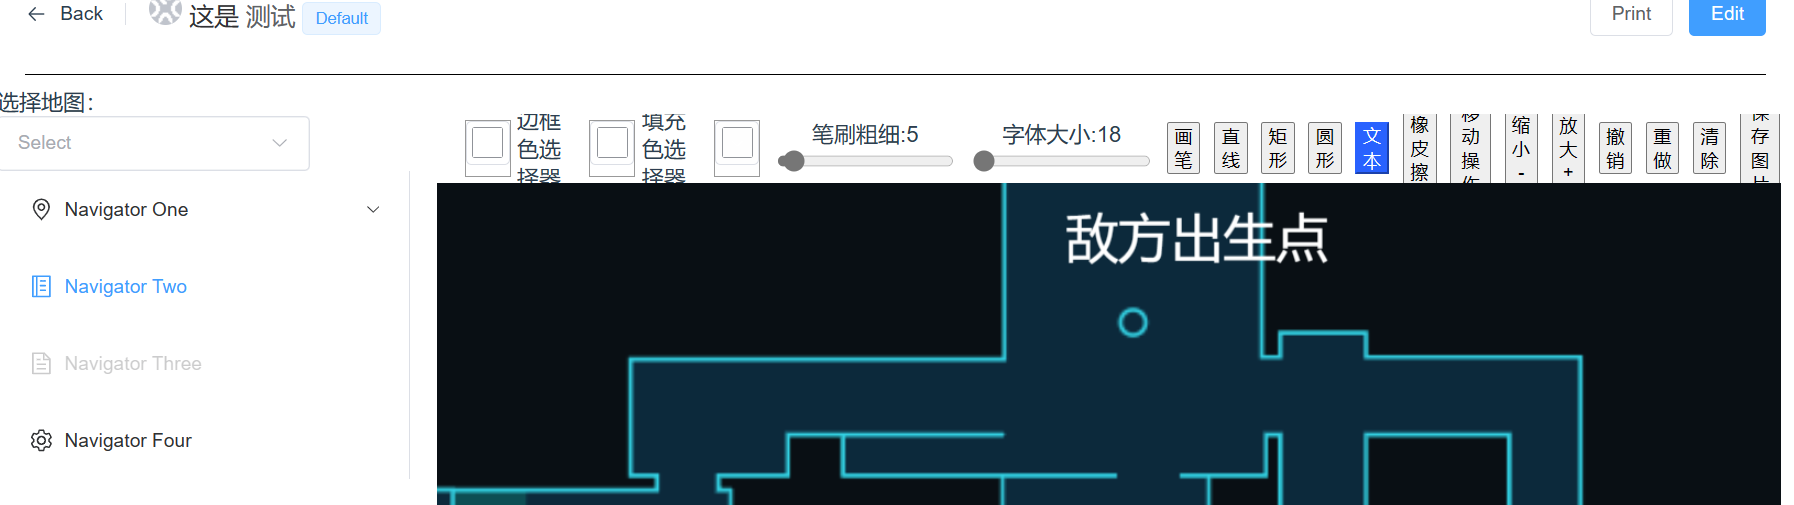 Back
这是 测试 Default
Print
Edit
选择地图：
Select
边框
色选
择器
填充
色选
择器
笔刷粗细:5
字体大小:18
画
笔
直
线
矩
形
圆
形
文
本
橡
皮
擦
移
动
操
作
缩
小
-
放
大
+
撤
销
重
做
清
除
保
存
图
片
Navigator One
Navigator Two
Navigator Three
Navigator Four
敌方出生点